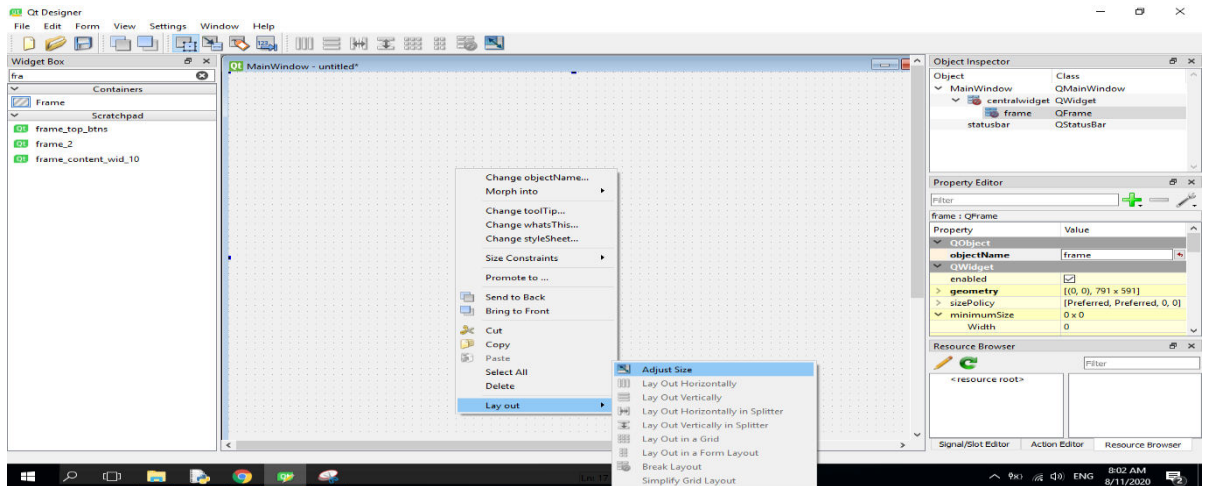 Qt Designer
File Edit Form View Settings Window Help
Widget Box
fra
Containers
Frame
Scratchpad
frame_top_btns
frame_2
frame_content_wid_10
MainWindow - untitled*
Change objectName...
Morph into
Change toolTip...
Change whatsThis...
Change styleSheet...
Size Constraints
Promote to ...
Send to Back
Bring to Front
Cut
Copy
Paste
Select All
Delete
Lay out
Adjust Size
Lay Out Horizontally
Lay Out Vertically
Lay Out Horizontally in Splitter
Lay Out Vertically in Splitter
Lay Out in a Grid
Lay Out in a Form Layout
Break Layout
Simplify Grid Layout
Object Inspector
Object Class
MainWindow QMainWindow
centralwidget QWidget
frame QFrame
statusbar QStatusBar
Property Editor
Filter
frame : QFrame
Property Value
QObject
objectName frame
QWidget
enabled
geometry [(0, 0), 791 x 591]
sizePolicy [Preferred, Preferred, 0, 0]
minimumSize 0 x 0
Width 0
Resource Browser
Filter
<resource root>
Signal/Slot Editor Action Editor Resource Browser
ENG
8:02 AM
8/11/2020